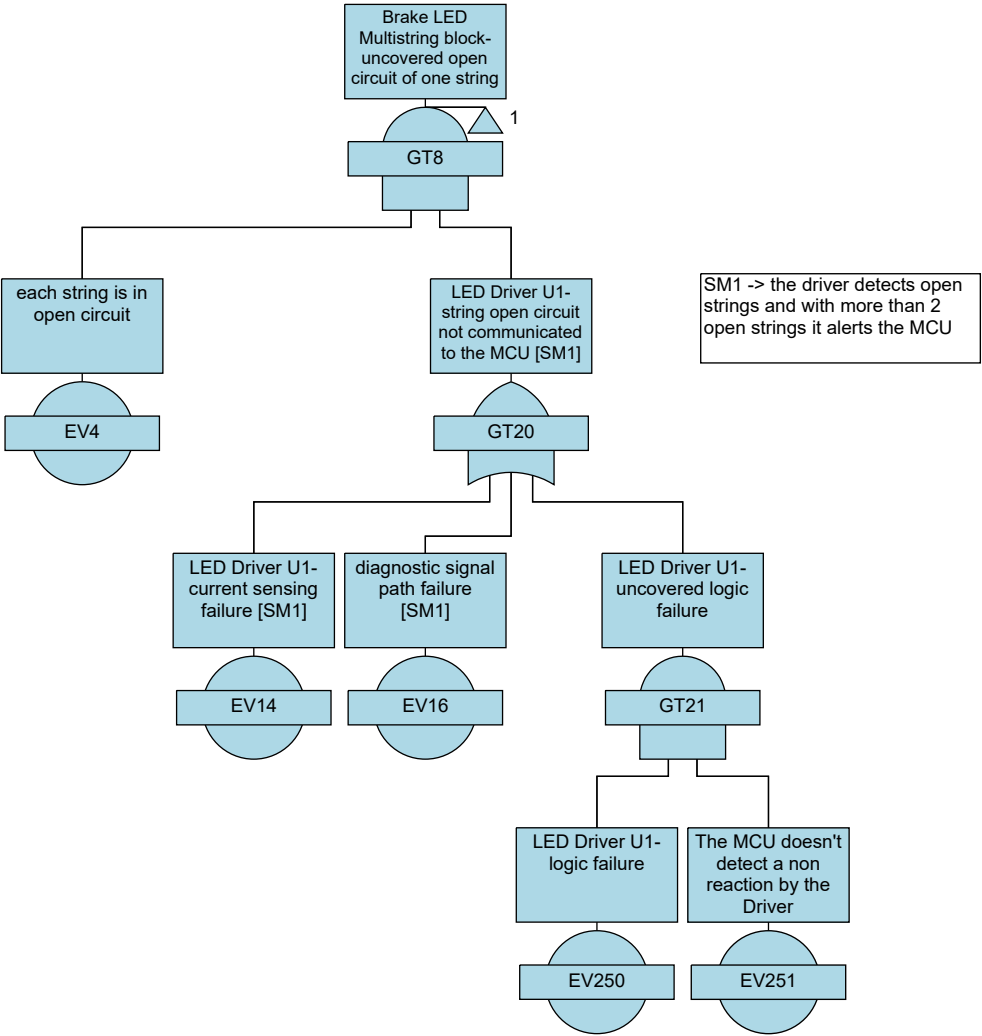 Brake LED
Multistring block-
uncovered open
circuit of one string
1
GT8
each string is in
open circuit
LED Driver U1-
string open circuit
not communicated
to the MCU [SM1]
SM1 -> the driver detects open
strings and with more than 2
open strings it alerts the MCU
EV4
GT20
LED Driver U1-
current sensing
failure [SM1]
diagnostic signal
path failure
[SM1]
LED Driver U1-
uncovered logic
failure
EV14
EV16
GT21
LED Driver U1-
logic failure
The MCU doesn't
detect a non
reaction by the
Driver
EV250
EV251